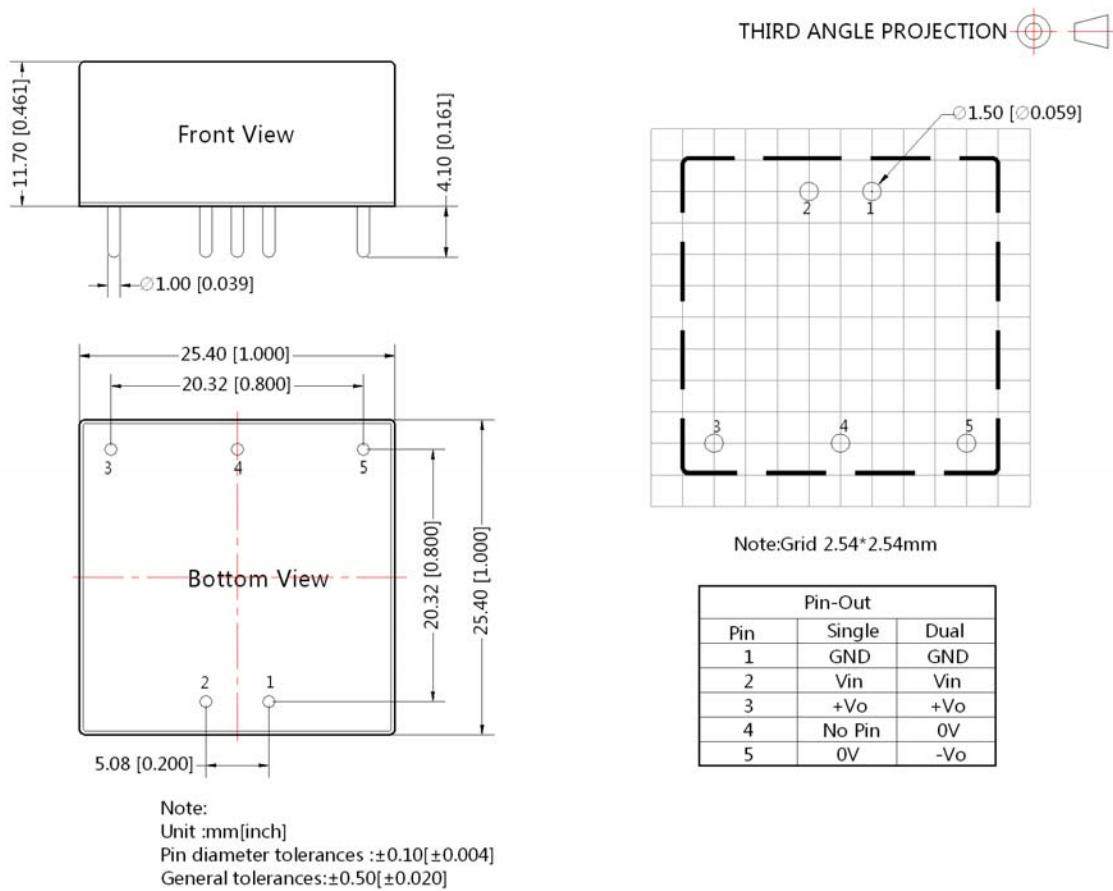 THIRD ANGLE PROJECTION
11.70 [0.461]
Front View
4.10 [0.161]
∅1.00 [0.039]
∅1.50 [∅0.059]
2
1
3
4
5
Note:Grid 2.54*2.54mm
25.40 [1.000]
20.32 [0.800]
3
4
5
Bottom View
20.32 [0.800]
25.40 [1.000]
2
1
5.08 [0.200]
Pin-Out
Pin Single Dual
1 GND GND
2 Vin Vin
3 +Vo +Vo
4 No Pin 0V
5 0V -Vo
Note:
Unit :mm[inch]
Pin diameter tolerances :±0.10[±0.004]
General tolerances:±0.50[±0.020]